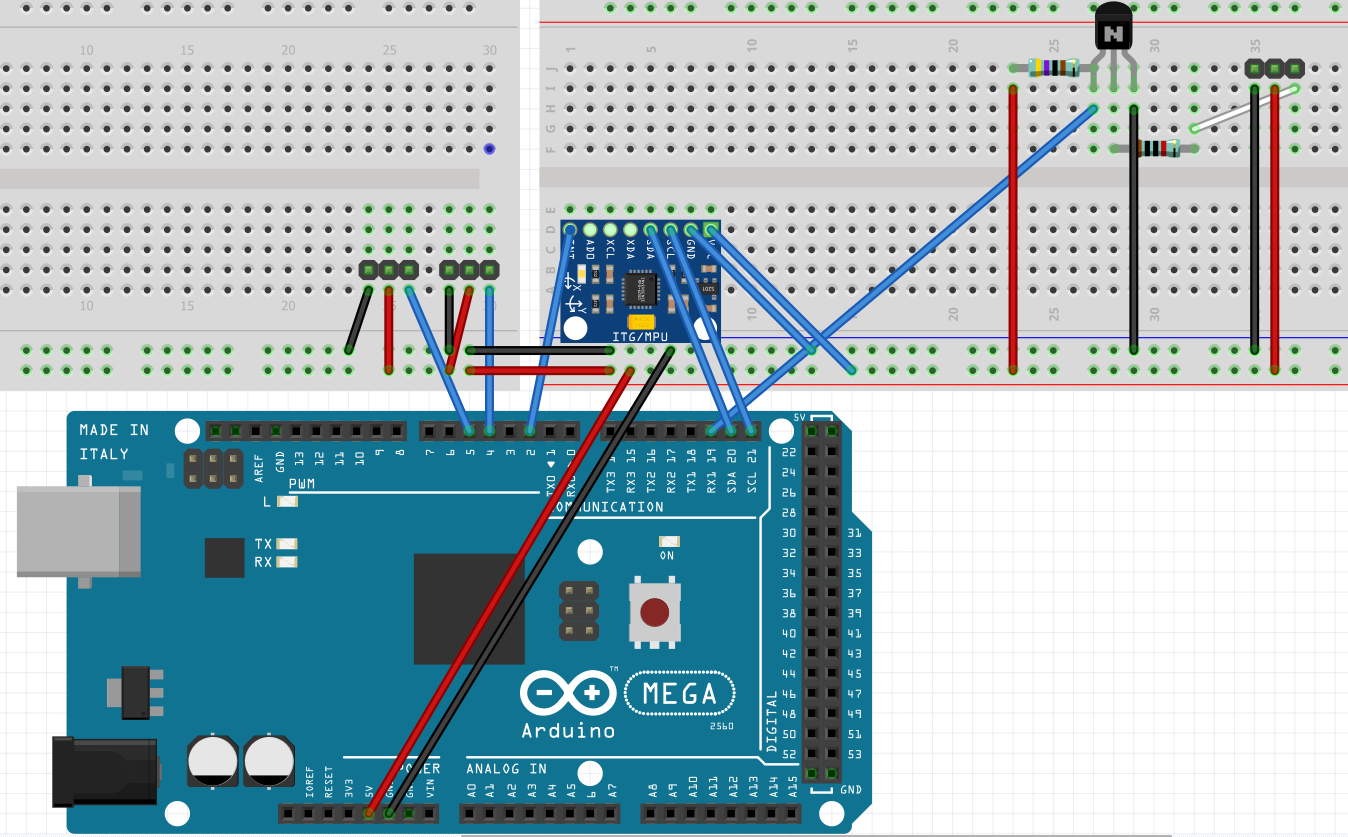 10 15 20 25 30
1 5 10 15 20 25 30 35
J
I
H
G
F
E
D
C
B
A
ADO XCL XDA SDA SCL GND
X
Y
ITG/MPU
10 15 20 25
10 20 25 30
MADE IN
ITALY
AREF GND 13 12 11 10 9 8
7 6 5 4 3 2 1 0
TX0
PWM
L
TX
RX
TX3 RX3 15 TX2 16 RX2 17 TX1 18 RX1 19 SDA 20 SCL 21
COMMUNICATION
5V
22
24
26
28
30 31
32 33
34 35
36 37
38 39
40 41
42 43
44 45
46 47
48 49
50 51
52 53
GND
DIGITAL
ON
TM
MEGA
2560
Arduino
POWER
ANALOG IN
IOREF RESET 3V3 5V GND GND VIN
A0 A1 A2 A3 A4 A5 6 A7
A8 A9 A10 A11 A12 A13 A14 A15